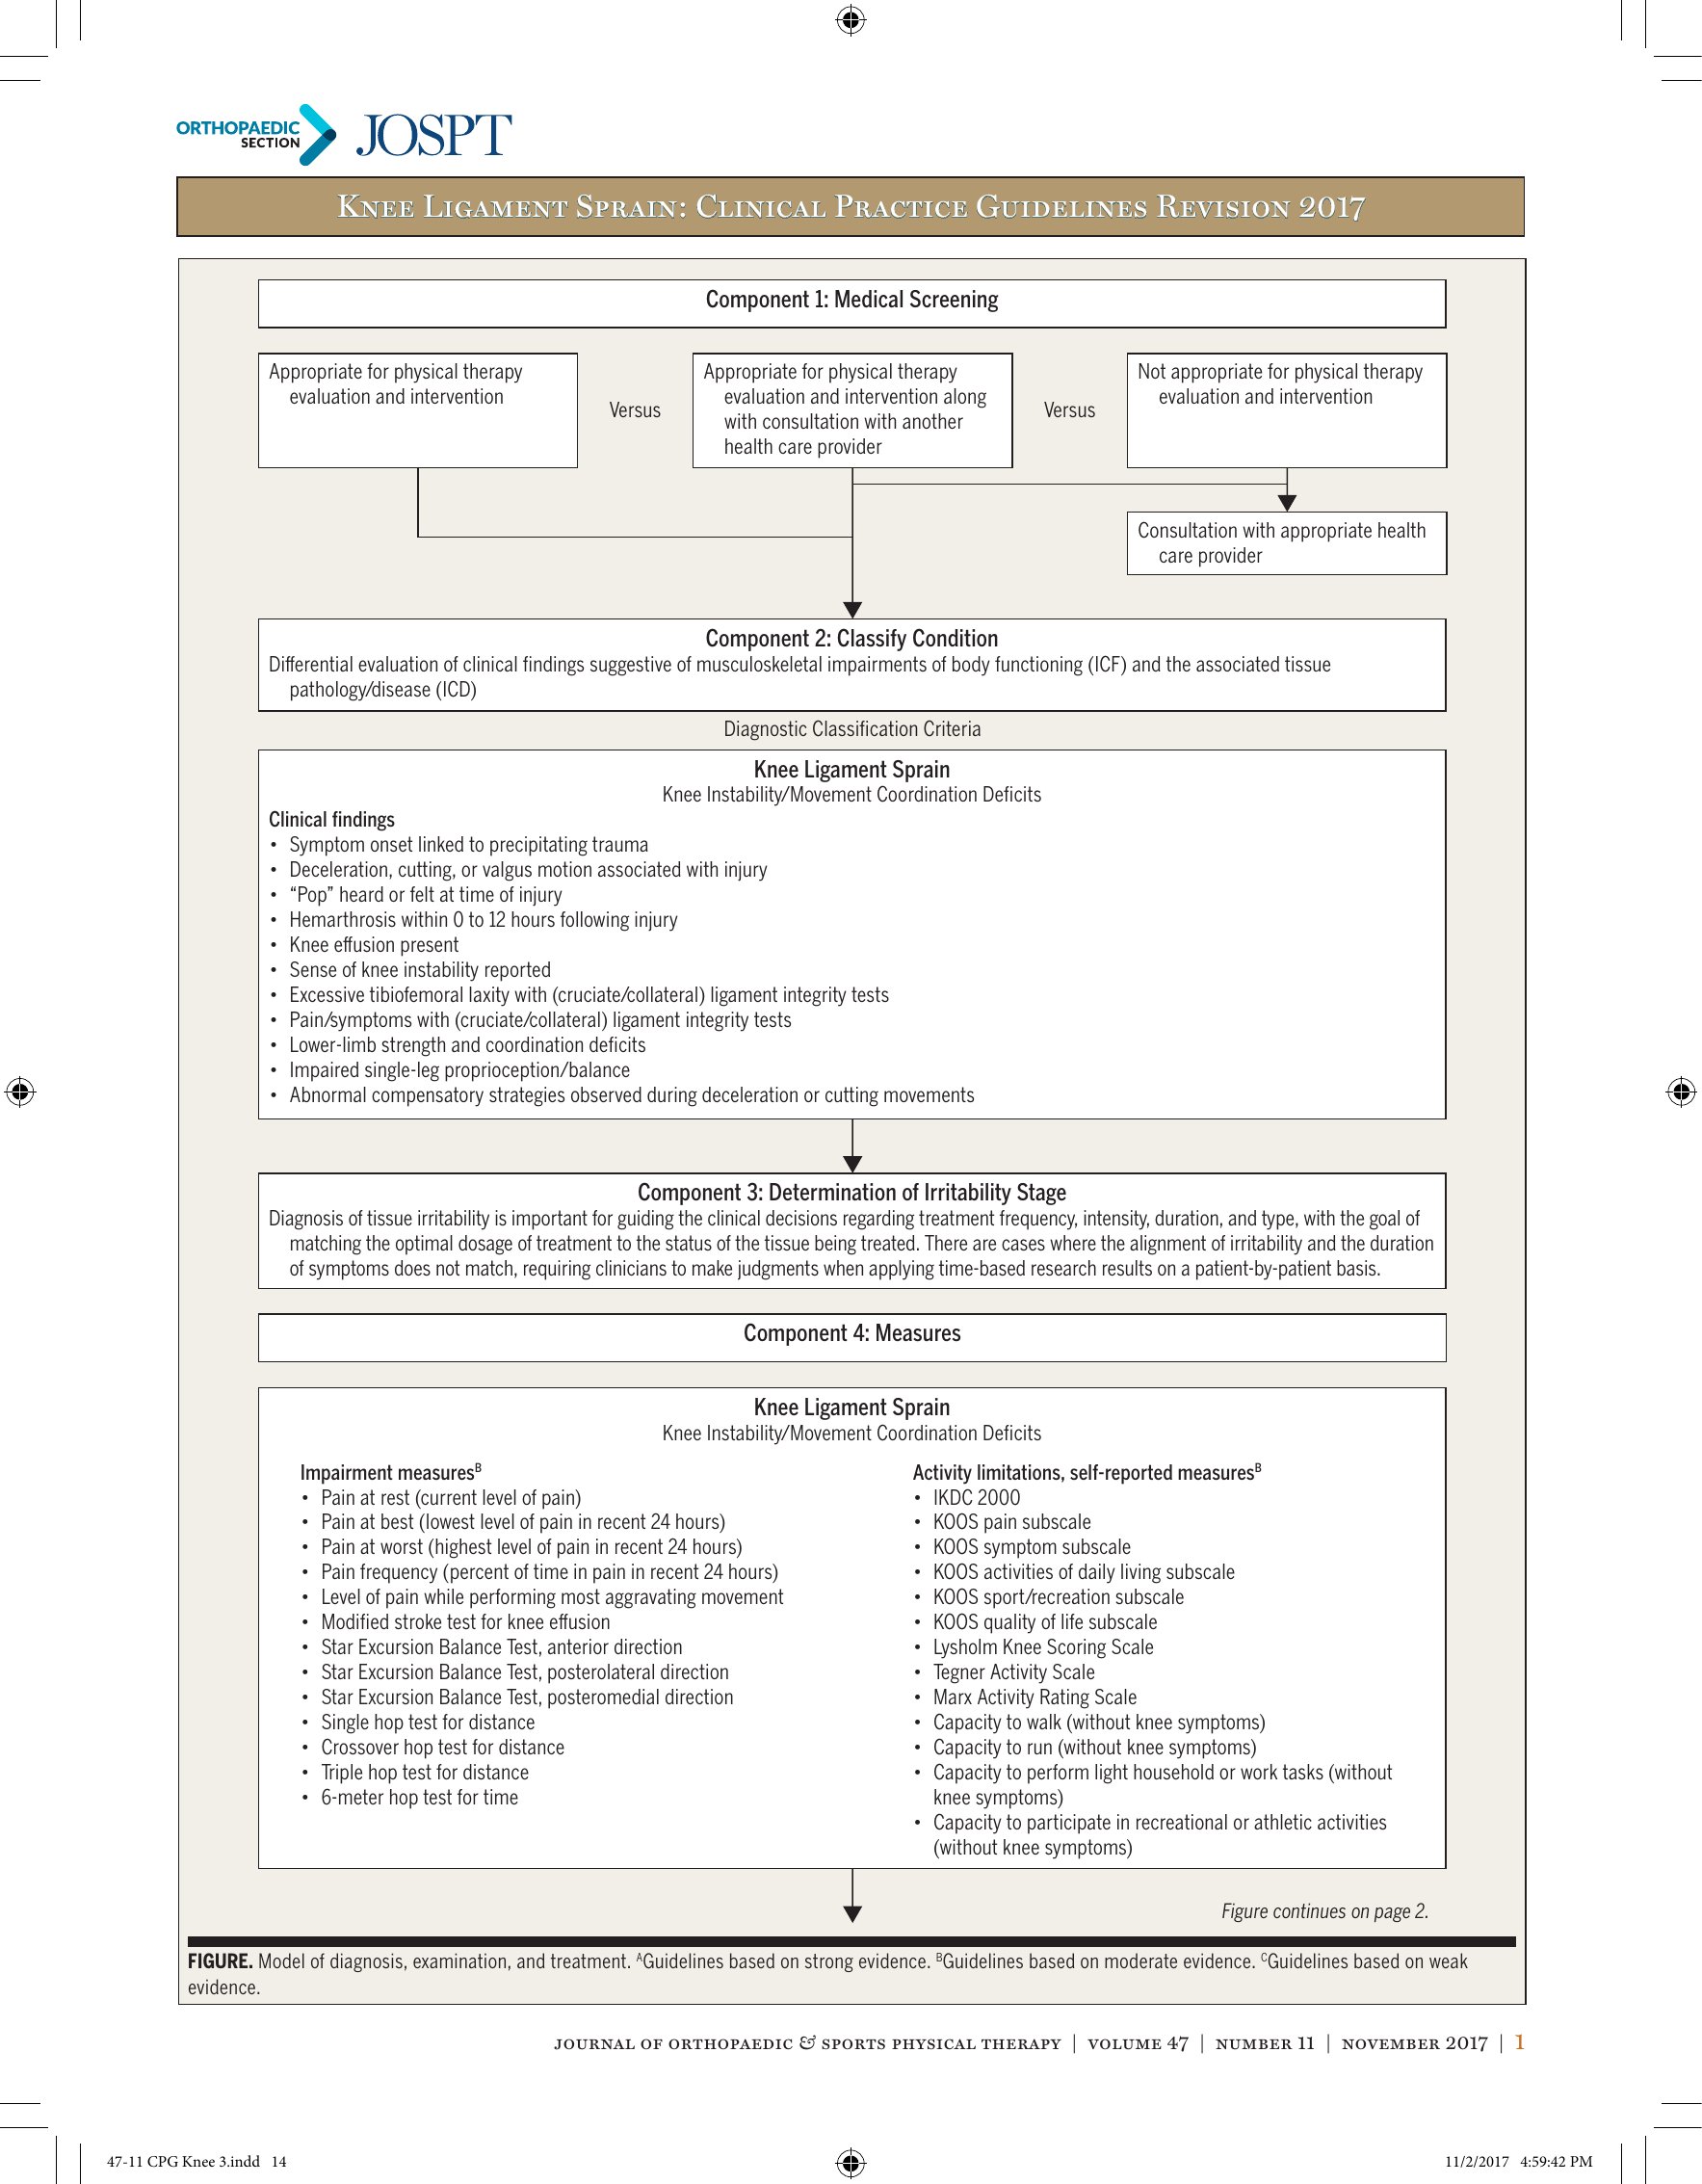 ORTHOPAEDIC
SECTION
JOSPT
Knee Ligament Sprain: Clinical Practice Guidelines Revision 2017
Component 1: Medical Screening
Appropriate for physical therapy
evaluation and intervention
Versus
Appropriate for physical therapy
evaluation and intervention along
with consultation with another
health care provider
Versus
Not appropriate for physical therapy
evaluation and intervention
Consultation with appropriate health
care provider
Component 2: Classify Condition
Differential evaluation of clinical findings suggestive of musculoskeletal impairments of body functioning (ICF) and the associated tissue
pathology/disease (ICD)
Diagnostic Classification Criteria
Knee Ligament Sprain
Knee Instability/Movement Coordination Deficits
Clinical findings
• Symptom onset linked to precipitating trauma
• Deceleration, cutting, or valgus motion associated with injury
• “Pop” heard or felt at time of injury
• Hemarthrosis within 0 to 12 hours following injury
• Knee effusion present
• Sense of knee instability reported
• Excessive tibiofemoral laxity with (cruciate/collateral) ligament integrity tests
• Pain/symptoms with (cruciate/collateral) ligament integrity tests
• Lower-limb strength and coordination deficits
• Impaired single-leg proprioception/balance
• Abnormal compensatory strategies observed during deceleration or cutting movements
Component 3: Determination of Irritability Stage
Diagnosis of tissue irritability is important for guiding the clinical decisions regarding treatment frequency, intensity, duration, and type, with the goal of
matching the optimal dosage of treatment to the status of the tissue being treated. There are cases where the alignment of irritability and the duration
of symptoms does not match, requiring clinicians to make judgments when applying time-based research results on a patient-by-patient basis.
Component 4: Measures
Knee Ligament Sprain
Knee Instability/Movement Coordination Deficits
Impairment measuresB
• Pain at rest (current level of pain)
• Pain at best (lowest level of pain in recent 24 hours)
• Pain at worst (highest level of pain in recent 24 hours)
• Pain frequency (percent of time in pain in recent 24 hours)
• Level of pain while performing most aggravating movement
• Modified stroke test for knee effusion
• Star Excursion Balance Test, anterior direction
• Star Excursion Balance Test, posterolateral direction
• Star Excursion Balance Test, posteromedial direction
• Single hop test for distance
• Crossover hop test for distance
• Triple hop test for distance
• 6-meter hop test for time
Activity limitations, self-reported measuresB
• IKDC 2000
• KOOS pain subscale
• KOOS symptom subscale
• KOOS activities of daily living subscale
• KOOS sport/recreation subscale
• KOOS quality of life subscale
• Lysholm Knee Scoring Scale
• Tegner Activity Scale
• Marx Activity Rating Scale
• Capacity to walk (without knee symptoms)
• Capacity to run (without knee symptoms)
• Capacity to perform light household or work tasks (without
knee symptoms)
• Capacity to participate in recreational or athletic activities
(without knee symptoms)
Figure continues on page 2.
FIGURE. Model of diagnosis, examination, and treatment. AGuidelines based on strong evidence. BGuidelines based on moderate evidence. CGuidelines based on weak
evidence.
journal of orthopaedic & sports physical therapy | volume 47 | number 11 | november 2017 | 1
47-11 CPG Knee 3.indd 14
11/2/2017 4:59:42 PM